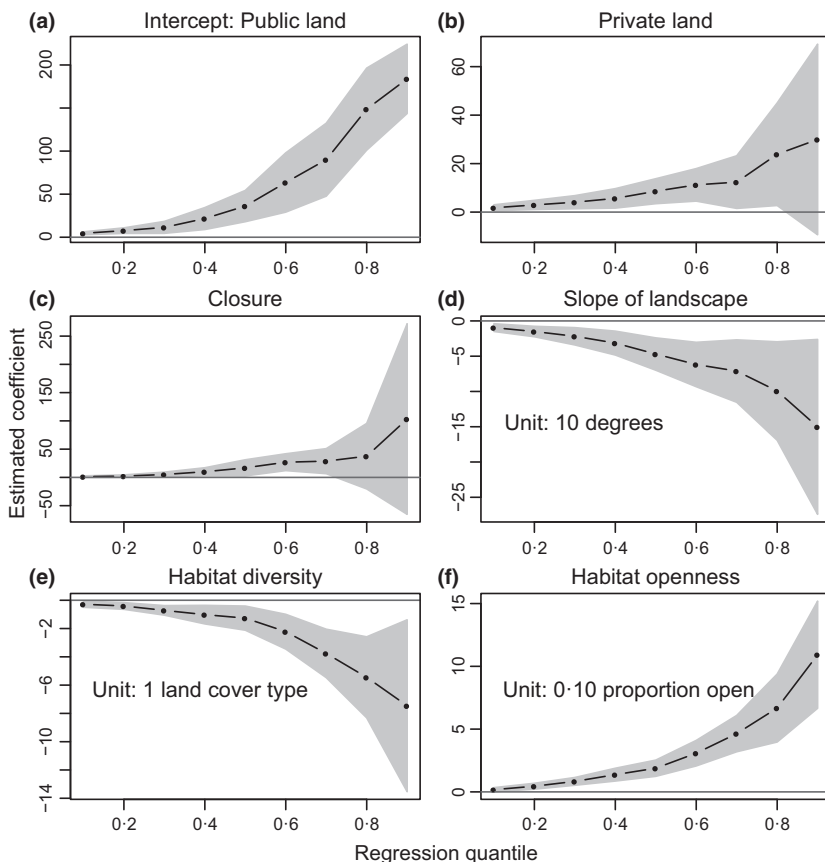 (a) Intercept: Public land
200
100
50
0
0·2 0·4 0·6 0·8
(b) Private land
60
40
20
0
0·2 0·4 0·6 0·8
(c) Closure
250
150
50
−50
0·2 0·4 0·6 0·8
(d) Slope of landscape
0
−5
−15
−25
Unit: 10 degrees
0·2 0·4 0·6 0·8
(e) Habitat diversity
−2
−6
−10
−14
Unit: 1 land cover type
0·2 0·4 0·6 0·8
(f) Habitat openness
15
10
5
0
Unit: 0·10 proportion open
0·2 0·4 0·6 0·8
Estimated coefficient
Regression quantile